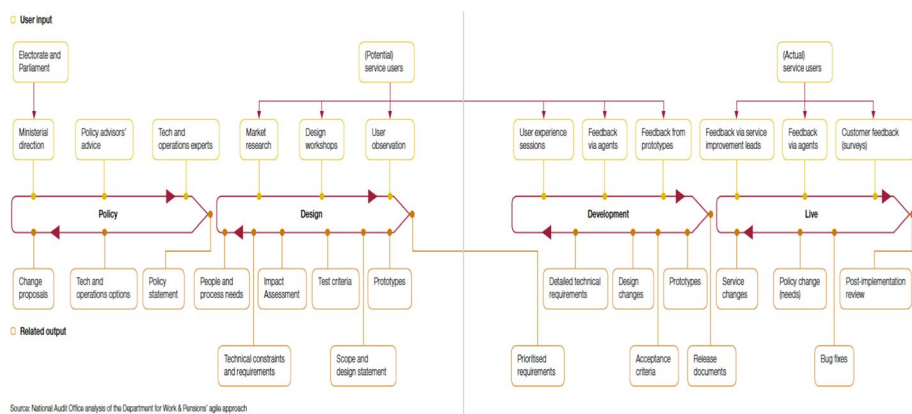 User input
Electorate and
Parliament
(Potential)
service users
(Actual)
service users
Ministerial
direction
Policy advisors'
advice
Tech and
operations experts
Market
research
Design
workshops
User
observation
User experience
sessions
Feedback
via agents
Feedback from
prototypes
Feedback via service
improvement leads
Feedback
via agents
Customer feedback
(surveys)
Policy
Design
Development
Live
Change
proposals
Tech and
operations options
Policy
statement
People and
process needs
Impact
Assessment
Test criteria
Prototypes
Detailed technical
requirements
Design
changes
Prototypes
Service
changes
Policy change
(needs)
Post-implementation
review
Related output
Technical constraints
and requirements
Scope and
design statement
Prioritised
requirements
Acceptance
criteria
Release
documents
Bug fixes
Source: National Audit Office analysis of the Department for Work & Pensions' agile approach